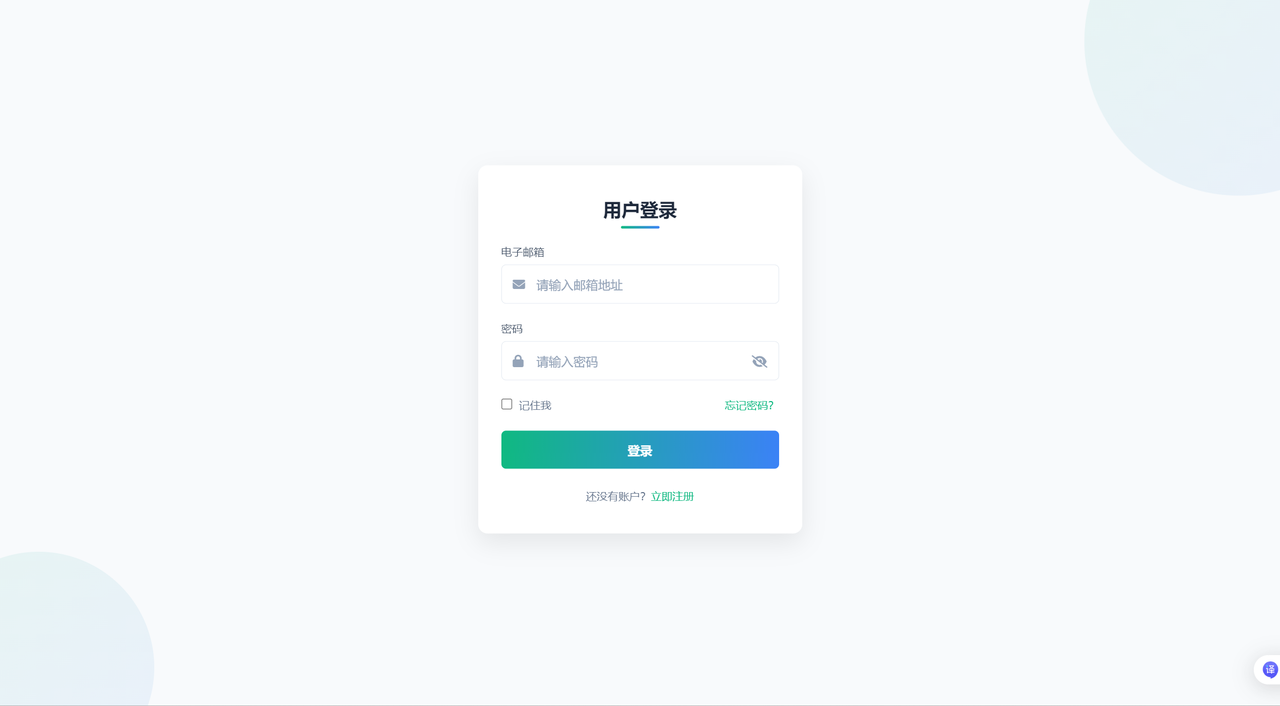 用户登录
电子邮箱
请输入邮箱地址
密码
请输入密码
记住我 忘记密码?
登录
还没有账户? 立即注册
译